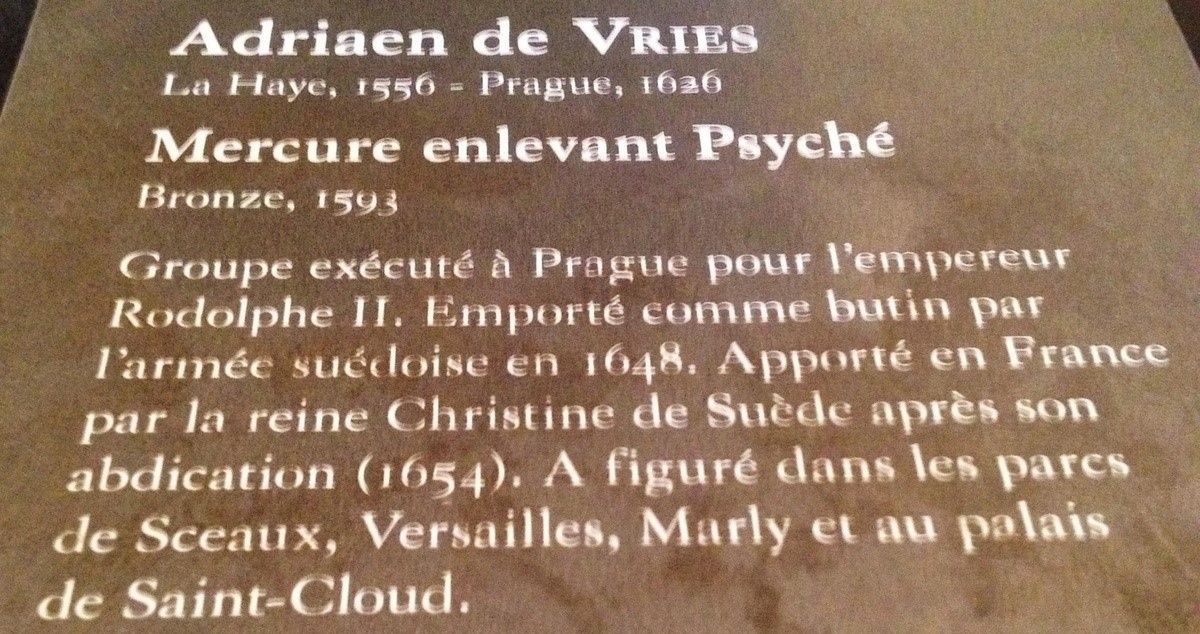 Adriaen de VRIES
La Haye, 1556 - Prague, 1626
Mercure enlevant Psyché
Bronze, 1593
Groupe exécuté à Prague pour l'empereur
Rodolphe II. Emporté comme butin par
l'armée suédoise en 1648. Apporté en France
par la reine Christine de Suède après son
abdication (1654). A figuré dans les parcs
de Sceaux, Versailles, Marly et au palais
de Saint-Cloud.